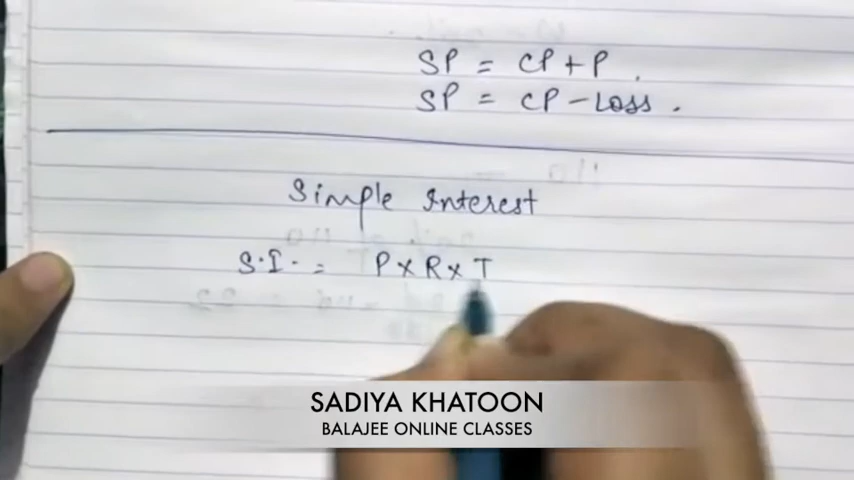 SP = CP + P .
SP = CP - Loss .
Simple Interest
S.I. = P x R x T
SADIYA KHATOON
BALAJEE ONLINE CLASSES